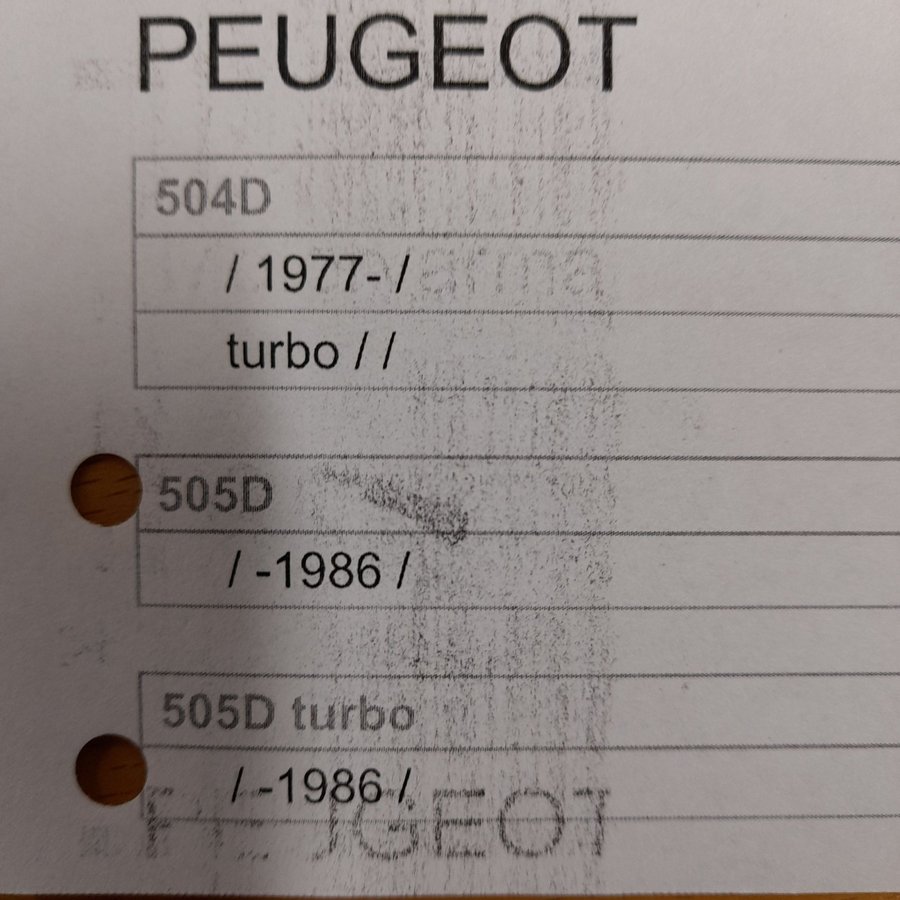 PEUGEOT
504D
/ 1977- /
turbo / /
505D
/ -1986 /
505D turbo
/ -1986 /